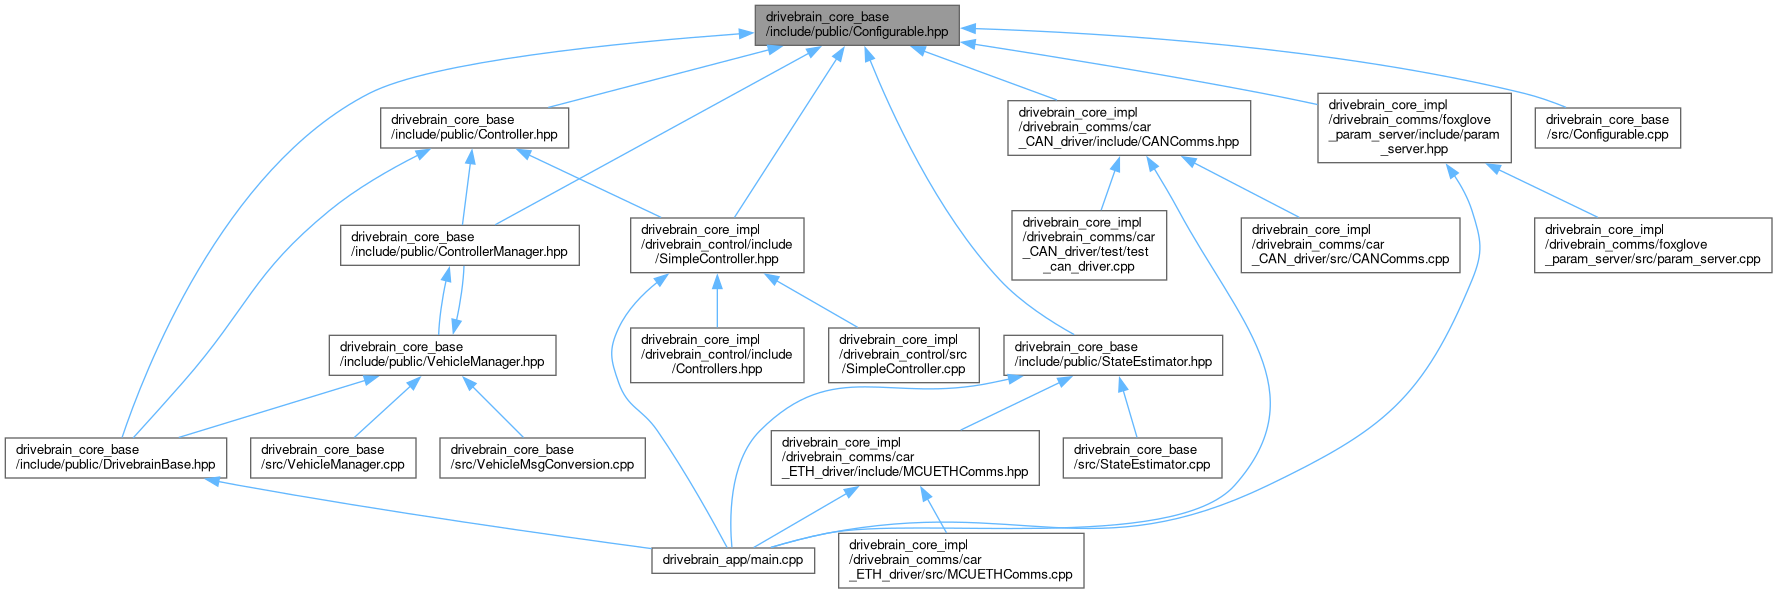 drivebrain_core_base
/include/public/Configurable.hpp
drivebrain_core_base
/include/public/Controller.hpp
drivebrain_core_impl
/drivebrain_comms/car
_CAN_driver/include/CANComms.hpp
drivebrain_core_impl
/drivebrain_comms/foxglove
_param_server/include/param
_server.hpp
drivebrain_core_base
/src/Configurable.cpp
drivebrain_core_base
/include/public/ControllerManager.hpp
drivebrain_core_impl
/drivebrain_control/include
/SimpleController.hpp
drivebrain_core_impl
/drivebrain_comms/car
_CAN_driver/test/test
_can_driver.cpp
drivebrain_core_impl
/drivebrain_comms/car
_CAN_driver/src/CANComms.cpp
drivebrain_core_impl
/drivebrain_comms/foxglove
_param_server/src/param_server.cpp
drivebrain_core_base
/include/public/VehicleManager.hpp
drivebrain_core_impl
/drivebrain_control/include
/Controllers.hpp
drivebrain_core_impl
/drivebrain_control/src
/SimpleController.cpp
drivebrain_core_base
/include/public/StateEstimator.hpp
drivebrain_core_base
/include/public/DrivebrainBase.hpp
drivebrain_core_base
/src/VehicleManager.cpp
drivebrain_core_base
/src/VehicleMsgConversion.cpp
drivebrain_core_impl
/drivebrain_comms/car
_ETH_driver/include/MCUETHComms.hpp
drivebrain_core_base
/src/StateEstimator.cpp
drivebrain_app/main.cpp
drivebrain_core_impl
/drivebrain_comms/car
_ETH_driver/src/MCUETHComms.cpp